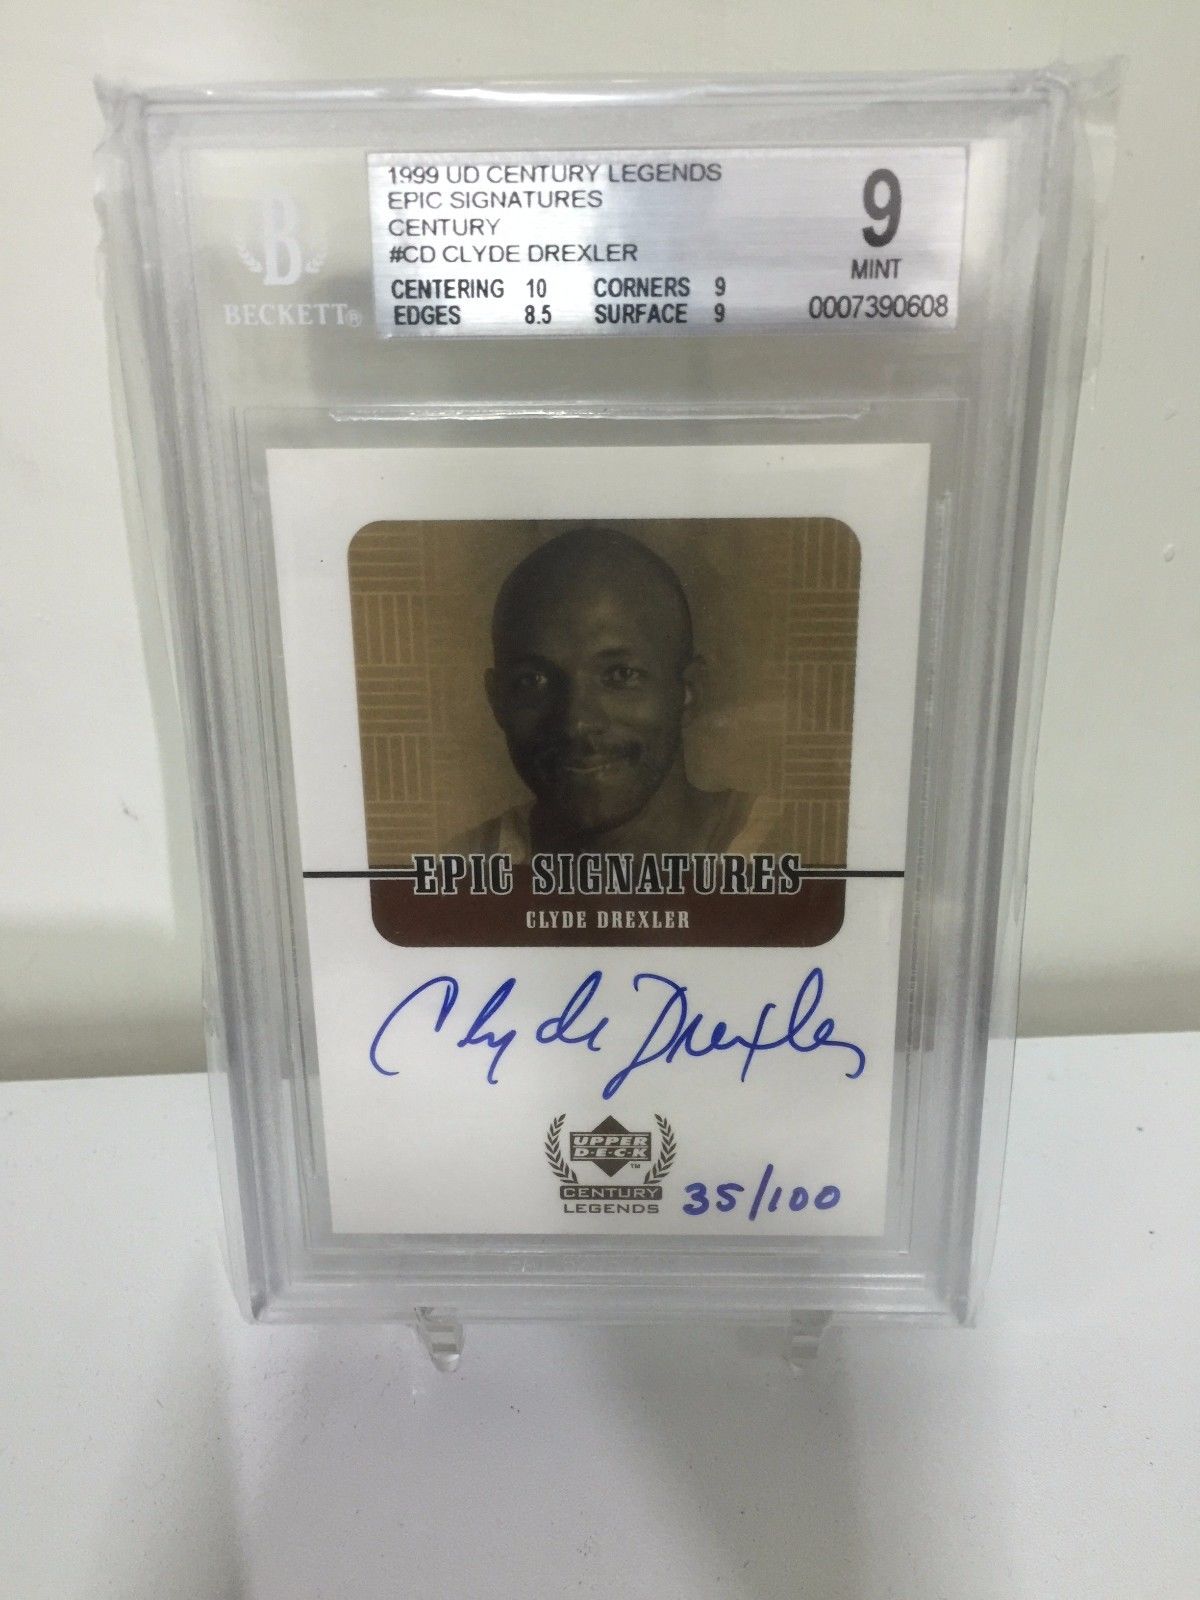 1999 UD CENTURY LEGENDS
EPIC SIGNATURES
CENTURY
#CD CLYDE DREXLER
CENTERING 10 CORNERS 9
EDGES 8.5 SURFACE 9
9
MINT
0007390608
B
BECKETT®
EPIC SIGNATURES
CLYDE DREXLER
Clyde Drexler
UPPER
D·E·C·K
TM
CENTURY
LEGENDS
35/100